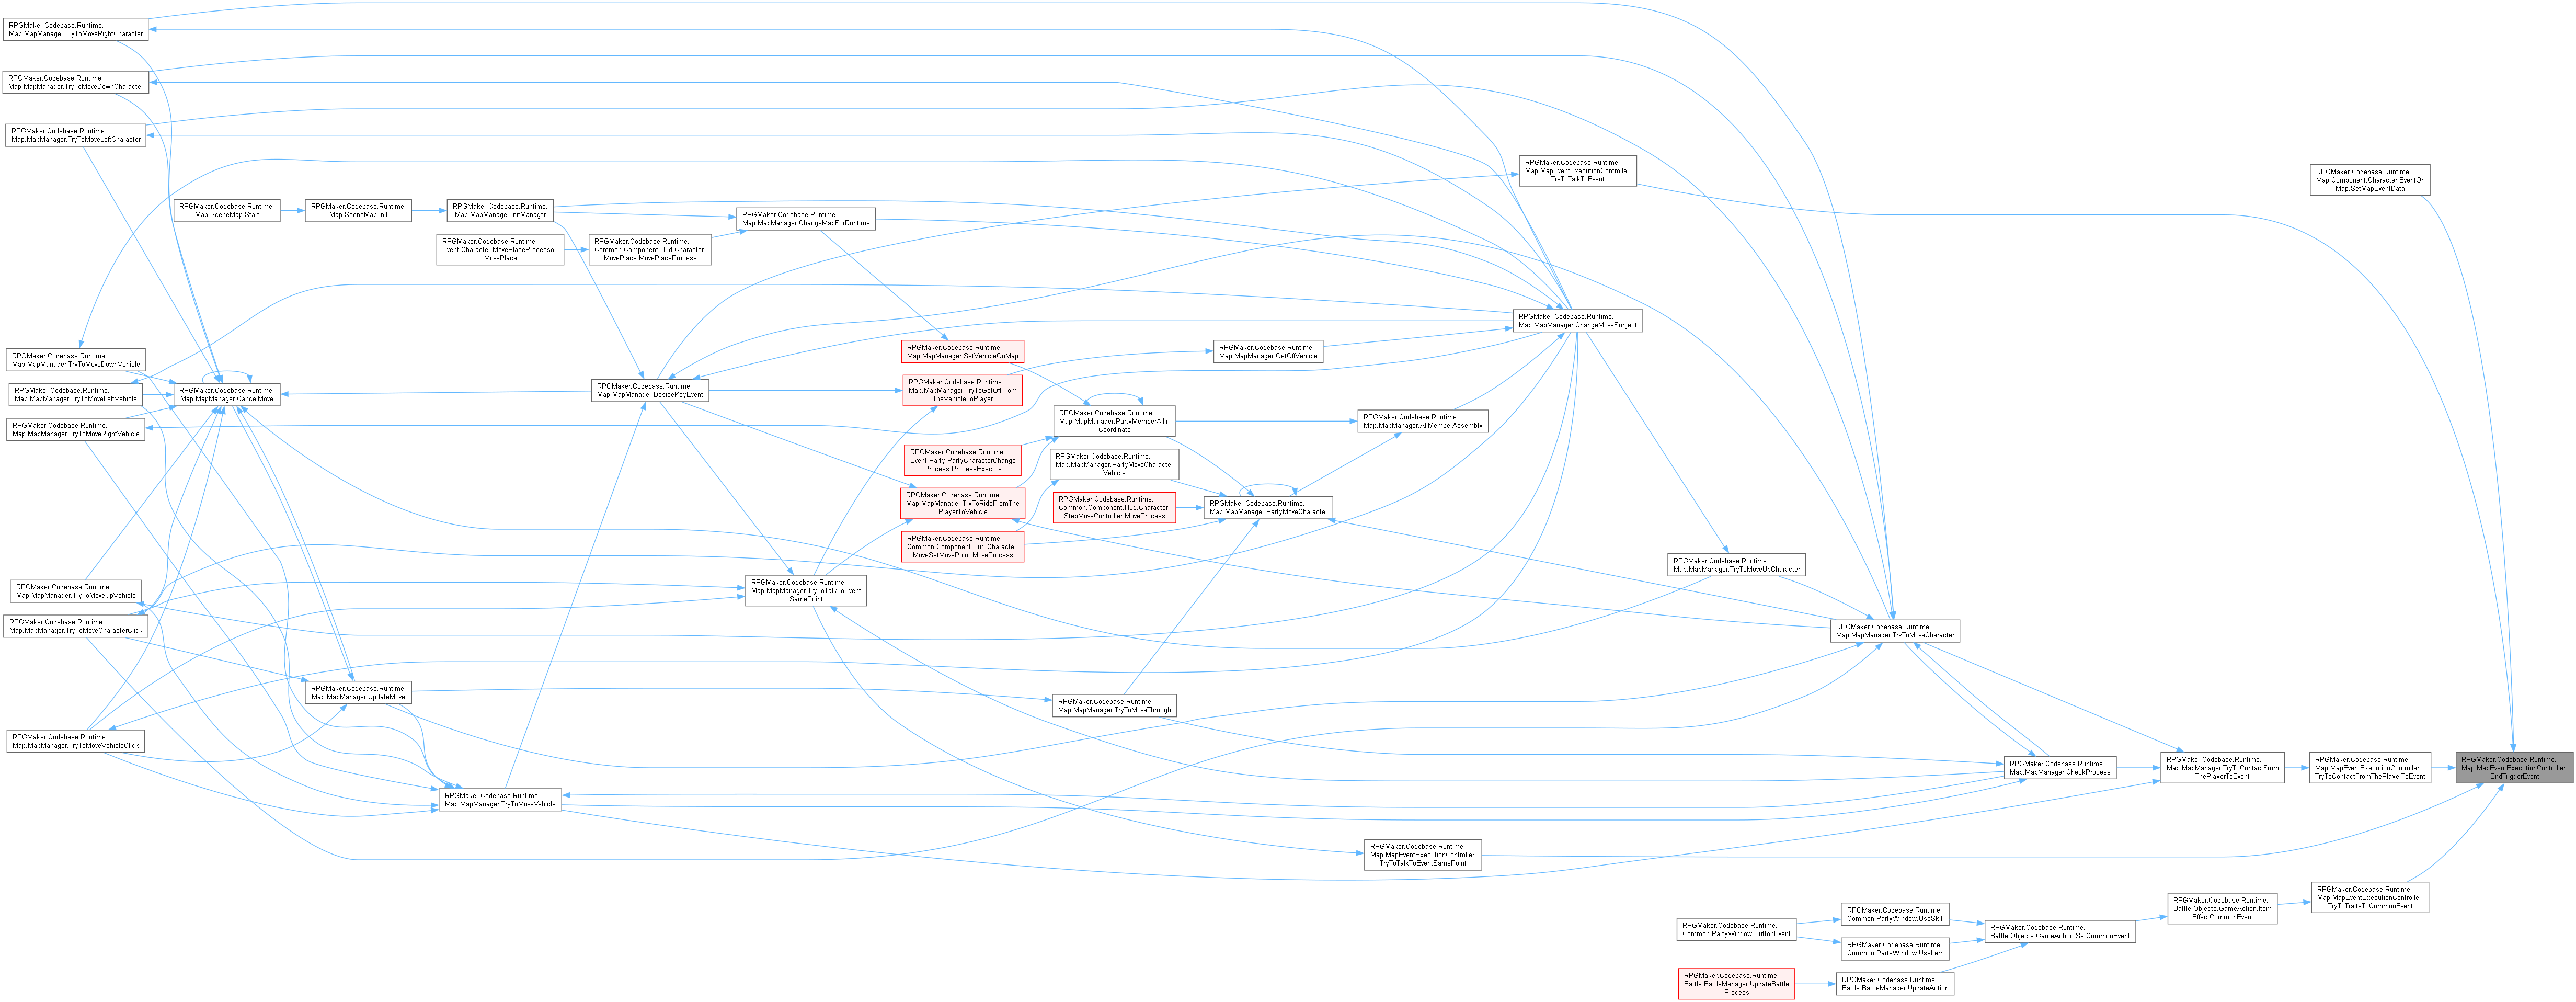 RPGMaker.Codebase.Runtime.
Map.MapManager.TryToMoveRightCharacter
RPGMaker.Codebase.Runtime.
Map.MapManager.TryToMoveDownCharacter
RPGMaker.Codebase.Runtime.
Map.MapManager.TryToMoveLeftCharacter
RPGMaker.Codebase.Runtime.
Map.MapEventExecutionController.
TryToTalkToEvent
RPGMaker.Codebase.Runtime.
Map.Component.Character.EventOn
Map.SetMapEventData
RPGMaker.Codebase.Runtime.
Map.SceneMap.Start
RPGMaker.Codebase.Runtime.
Map.SceneMap.Init
RPGMaker.Codebase.Runtime.
Map.MapManager.InitManager
RPGMaker.Codebase.Runtime.
Map.MapManager.ChangeMapForRuntime
RPGMaker.Codebase.Runtime.
Event.Character.MovePlaceProcessor.
MovePlace
RPGMaker.Codebase.Runtime.
Common.Component.Hud.Character.
MovePlace.MovePlaceProcess
RPGMaker.Codebase.Runtime.
Map.MapManager.ChangeMoveSubject
RPGMaker.Codebase.Runtime.
Map.MapManager.TryToMoveDownVehicle
RPGMaker.Codebase.Runtime.
Map.MapManager.SetVehicleOnMap
RPGMaker.Codebase.Runtime.
Map.MapManager.GetOffVehicle
RPGMaker.Codebase.Runtime.
Map.MapManager.TryToMoveLeftVehicle
RPGMaker.Codebase.Runtime.
Map.MapManager.CancelMove
RPGMaker.Codebase.Runtime.
Map.MapManager.DesiceKeyEvent
RPGMaker.Codebase.Runtime.
Map.MapManager.TryToGetOffFrom
TheVehicleToPlayer
RPGMaker.Codebase.Runtime.
Map.MapManager.TryToMoveRightVehicle
RPGMaker.Codebase.Runtime.
Map.MapManager.PartyMemberAllIn
Coordinate
RPGMaker.Codebase.Runtime.
Map.MapManager.AllMemberAssembly
RPGMaker.Codebase.Runtime.
Event.Party.PartyCharacterChange
Process.ProcessExecute
RPGMaker.Codebase.Runtime.
Map.MapManager.PartyMoveCharacter
Vehicle
RPGMaker.Codebase.Runtime.
Map.MapManager.TryToRideFromThe
PlayerToVehicle
RPGMaker.Codebase.Runtime.
Common.Component.Hud.Character.
StepMoveController.MoveProcess
RPGMaker.Codebase.Runtime.
Map.MapManager.PartyMoveCharacter
RPGMaker.Codebase.Runtime.
Common.Component.Hud.Character.
MoveSetMovePoint.MoveProcess
RPGMaker.Codebase.Runtime.
Map.MapManager.TryToMoveUpCharacter
RPGMaker.Codebase.Runtime.
Map.MapManager.TryToMoveUpVehicle
RPGMaker.Codebase.Runtime.
Map.MapManager.TryToTalkToEvent
SamePoint
RPGMaker.Codebase.Runtime.
Map.MapManager.TryToMoveCharacterClick
RPGMaker.Codebase.Runtime.
Map.MapManager.TryToMoveCharacter
RPGMaker.Codebase.Runtime.
Map.MapManager.UpdateMove
RPGMaker.Codebase.Runtime.
Map.MapManager.TryToMoveThrough
RPGMaker.Codebase.Runtime.
Map.MapManager.TryToMoveVehicleClick
RPGMaker.Codebase.Runtime.
Map.MapManager.CheckProcess
RPGMaker.Codebase.Runtime.
Map.MapManager.TryToContactFrom
ThePlayerToEvent
RPGMaker.Codebase.Runtime.
Map.MapEventExecutionController.
TryToContactFromThePlayerToEvent
RPGMaker.Codebase.Runtime.
Map.MapEventExecutionController.
EndTriggerEvent
RPGMaker.Codebase.Runtime.
Map.MapManager.TryToMoveVehicle
RPGMaker.Codebase.Runtime.
Map.MapEventExecutionController.
TryToTalkToEventSamePoint
RPGMaker.Codebase.Runtime.
Map.MapEventExecutionController.
TryToTraitsToCommonEvent
RPGMaker.Codebase.Runtime.
Battle.Objects.GameAction.Item
EffectCommonEvent
RPGMaker.Codebase.Runtime.
Common.PartyWindow.UseSkill
RPGMaker.Codebase.Runtime.
Common.PartyWindow.ButtonEvent
RPGMaker.Codebase.Runtime.
Battle.Objects.GameAction.SetCommonEvent
RPGMaker.Codebase.Runtime.
Common.PartyWindow.UseItem
RPGMaker.Codebase.Runtime.
Battle.BattleManager.UpdateBattle
Process
RPGMaker.Codebase.Runtime.
Battle.BattleManager.UpdateAction